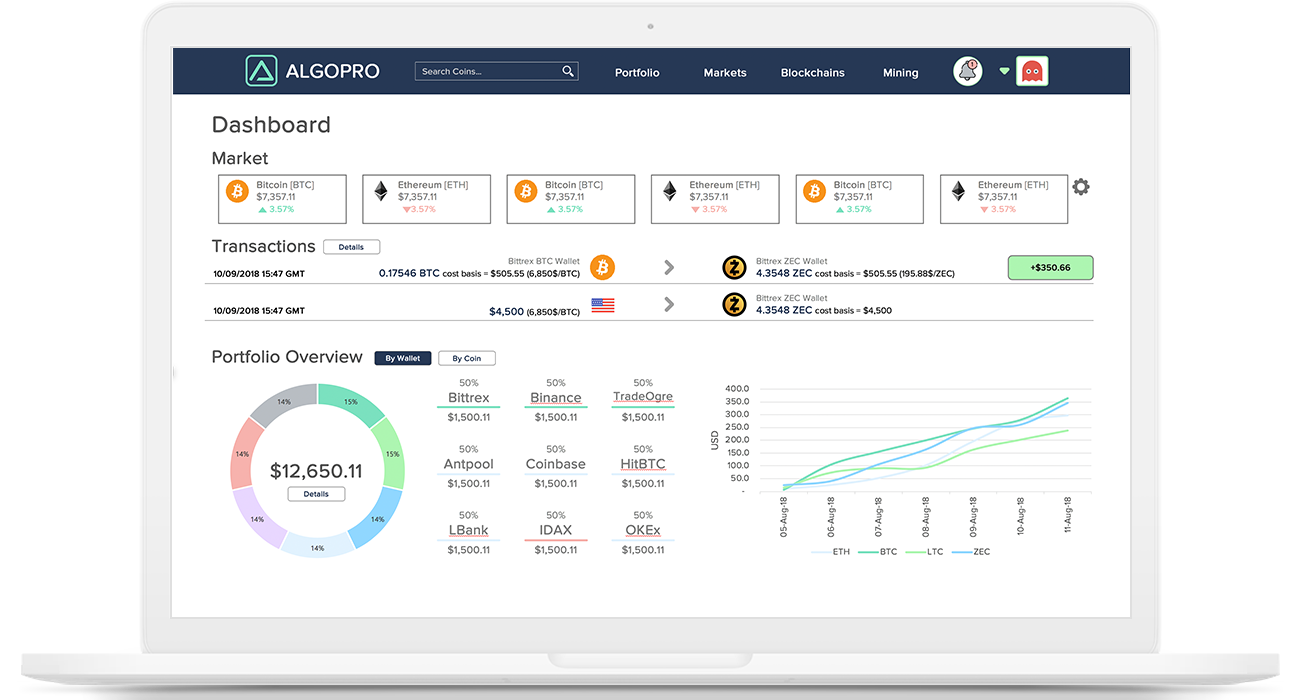 ALGOPRO
Search Coins...
Portfolio
Markets
Blockchains
Mining
1
Dashboard
Market
Bitcoin [BTC]
$7,357.11
3.57%
Ethereum [ETH]
$7,357.11
3.57%
Bitcoin [BTC]
$7,357.11
3.57%
Ethereum [ETH]
$7,357.11
3.57%
Bitcoin [BTC]
$7,357.11
3.57%
Ethereum [ETH]
$7,357.11
3.57%
Transactions
Details
10/09/2018 15:47 GMT
Bittrex BTC Wallet
0.17546 BTC cost basis = $505.55 (6,850$/BTC)
Bittrex ZEC Wallet
4.3548 ZEC cost basis = $505.55 (195.88$/ZEC)
+$350.66
10/09/2018 15:47 GMT
$4,500 (6,850$/BTC)
Bittrex ZEC Wallet
4.3548 ZEC cost basis = $4,500
Portfolio Overview
By Wallet
By Coin
14%
15%
14%
15%
14%
14%
14%
$12,650.11
Details
50%
Bittrex
$1,500.11
50%
Binance
$1,500.11
50%
TradeOgre
$1,500.11
50%
Antpool
$1,500.11
50%
Coinbase
$1,500.11
50%
HitBTC
$1,500.11
50%
LBank
$1,500.11
50%
IDAX
$1,500.11
50%
OKEx
$1,500.11
USD
400.0
350.0
300.0
250.0
200.0
150.0
100.0
50.0
-
05-Aug-18
06-Aug-18
07-Aug-18
08-Aug-18
09-Aug-18
10-Aug-18
11-Aug-18
ETH
BTC
LTC
ZEC